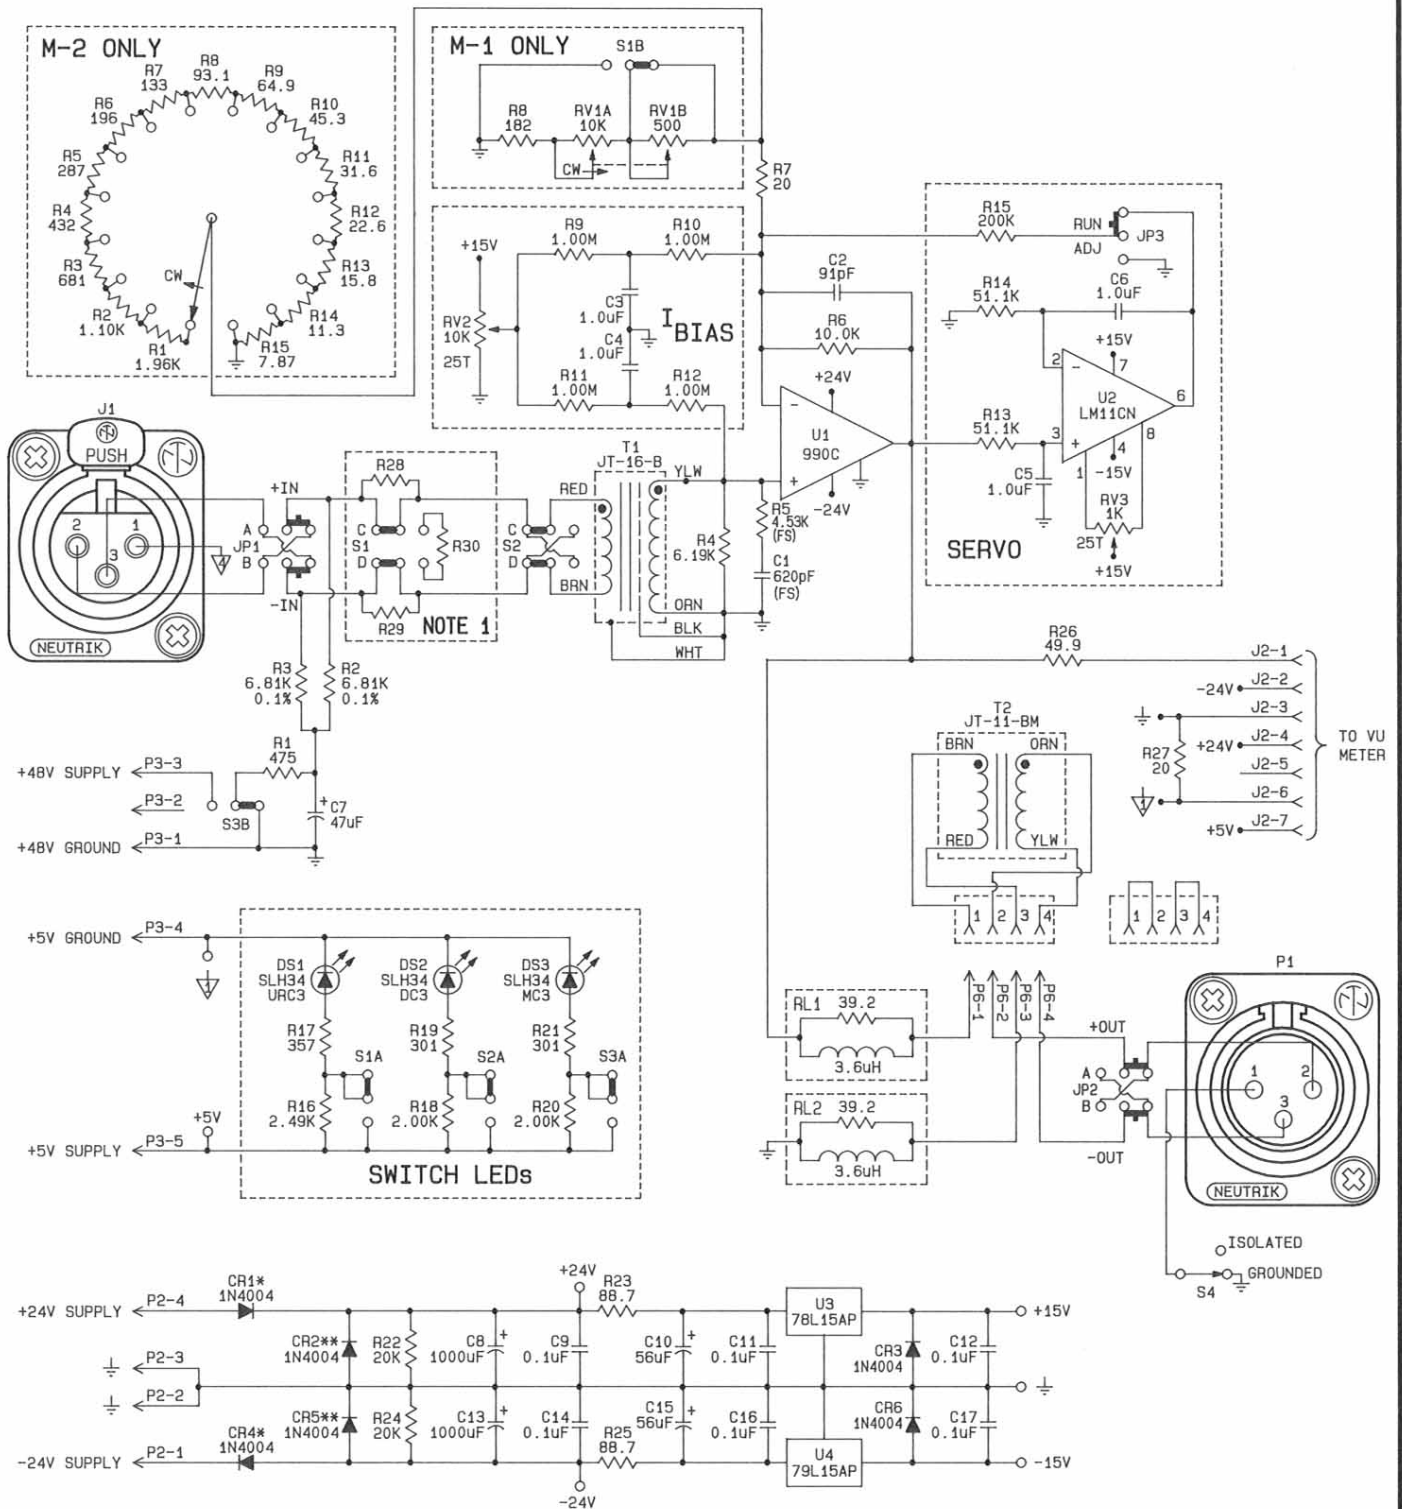 M-2 ONLY
R8
93.1
R7
133
R9
64.9
R6
196
R10
45.3
R5
287
R11
31.6
R4
432
R12
22.6
R3
681
R13
15.8
CW
R2
1.10K
R14
11.3
R1
1.96K
R15
7.87
M-1 ONLY
S1B
R8
182
RV1A
10K
RV1B
500
CW
R7
20
R9
1.00M
R10
1.00M
+15V
C3
1.0uF
RV2
10K
25T
C4
1.0uF
I BIAS
R11
1.00M
R12
1.00M
C2
91pF
R6
10.0K
+24V
-
U1
990C
+
-24V
R15
200K
RUN
ADJ
JP3
R14
51.1K
C6
1.0uF
+15V
2
7
-
U2
LM11CN
6
R13
51.1K
3
+
8
4
-15V
1
C5
1.0uF
RV3
1K
25T
+15V
SERVO
J1
PUSH
2
1
3
NEUTRIK
4
+IN
A
JP1
B
-IN
R28
C
S1
D
R30
R29
NOTE 1
C
S2
D
T1
JT-16-B
RED
YLW
BRN
ORN
BLK
WHT
R4
6.19K
R5
4.53K
(FS)
C1
620pF
(FS)
R3
6.81K
0.1%
R2
6.81K
0.1%
R1
475
+48V SUPPLY
P3-3
P3-2
S3B
+
C7
47uF
+48V GROUND
P3-1
R26
49.9
J2-1
-24V
J2-2
J2-3
+24V
J2-4
R27
20
J2-5
1
J2-6
+5V
J2-7
TO VU
METER
T2
JT-11-BM
BRN
ORN
RED
YLW
1 2 3 4
1 2 3 4
P6-1
P6-2
P6-3
P6-4
+5V GROUND
P3-4
1
DS1
SLH34
URC3
DS2
SLH34
DC3
DS3
SLH34
MC3
R17
357
R19
301
R21
301
S1A
S2A
S3A
R16
2.49K
R18
2.00K
R20
2.00K
+5V
+5V SUPPLY
P3-5
SWITCH LEDs
RL1
39.2
3.6uH
RL2
39.2
3.6uH
+OUT
A
JP2
B
-OUT
P1
1
2
3
NEUTRIK
ISOLATED
GROUNDED
S4
+24V SUPPLY
P2-4
CR1*
1N4004
+24V
R23
88.7
U3
78L15AP
+15V
CR2**
1N4004
R22
20K
C8
1000uF
+
C9
0.1uF
C10
56uF
+
C11
0.1uF
CR3
1N4004
C12
0.1uF
P2-3
P2-2
CR5**
1N4004
R24
20K
C13
1000uF
+
C14
0.1uF
C15
56uF
+
C16
0.1uF
CR6
1N4004
C17
0.1uF
-24V SUPPLY
P2-1
CR4*
1N4004
R25
88.7
U4
79L15AP
-15V
-24V